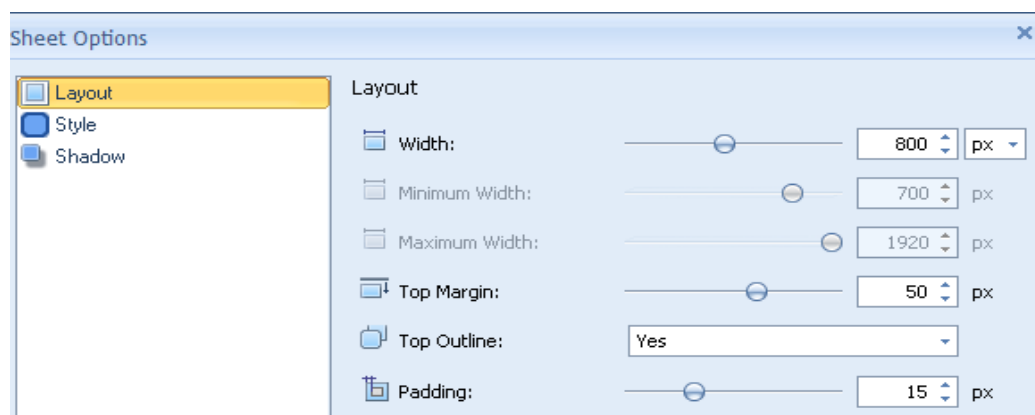 Sheet Options
Layout
Style
Shadow
Layout
Width: 800 px
Minimum Width: 700 px
Maximum Width: 1920 px
Top Margin: 50 px
Top Outline: Yes
Padding: 15 px